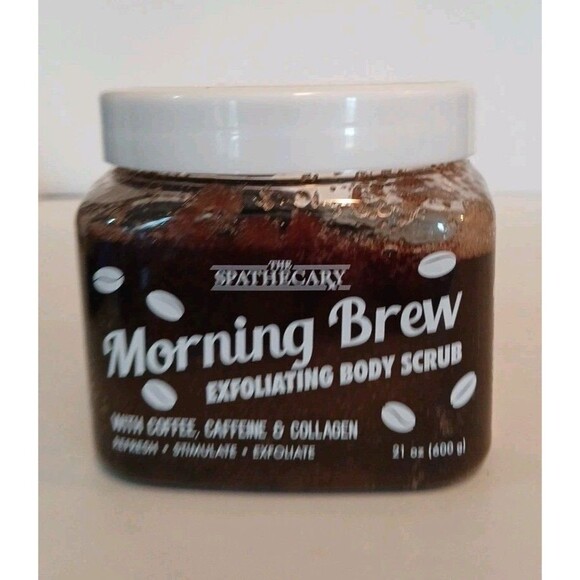 THE
SPATHECARY
Morning Brew
EXFOLIATING BODY SCRUB
WITH COFFEE, CAFFEINE & COLLAGEN
REFRESH / STIMULATE / EXFOLIATE
21 oz (600 g)